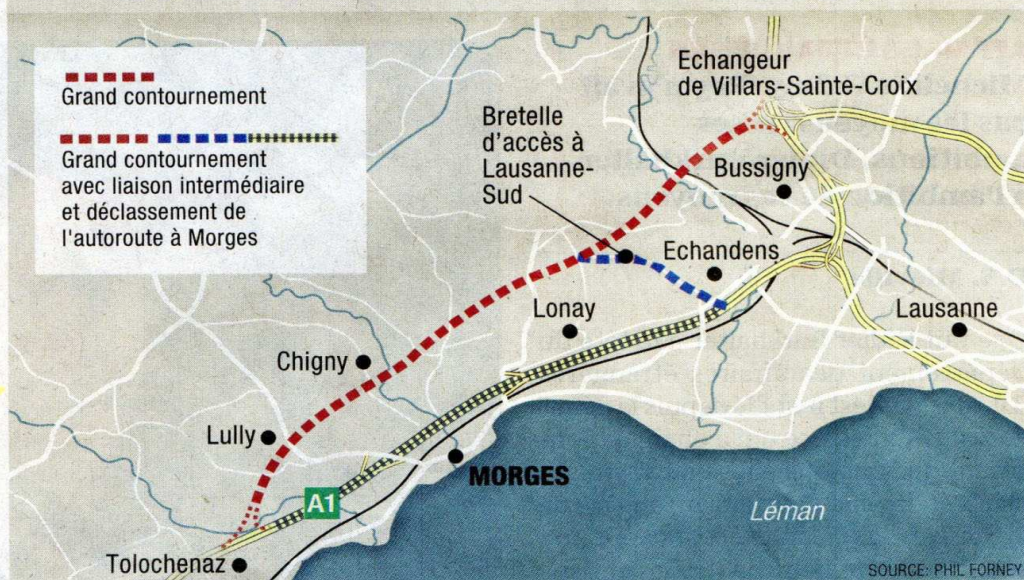 Grand contournement
Grand contournement
avec liaison intermédiaire
et déclassement de
l'autoroute à Morges
Echangeur
de Villars-Sainte-Croix
Bretelle
d'accès à
Lausanne-
Sud
Bussigny
Echandens
Lonay
Lausanne
Chigny
Lully
MORGES
A1
Léman
Tolochenaz
SOURCE: PHIL FORNEY